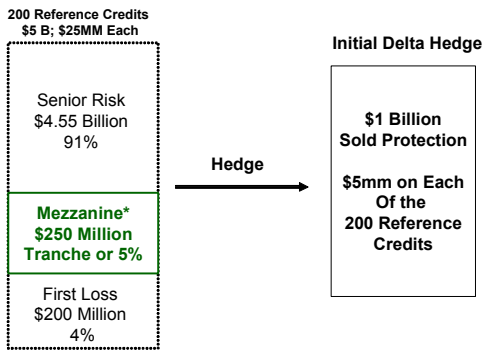 200 Reference Credits
$5 B; $25MM Each
Initial Delta Hedge
Senior Risk
$4.55 Billion
91%
Mezzanine*
$250 Million
Tranche or 5%
First Loss
$200 Million
4%
Hedge
$1 Billion
Sold Protection
$5mm on Each
Of the
200 Reference
Credits